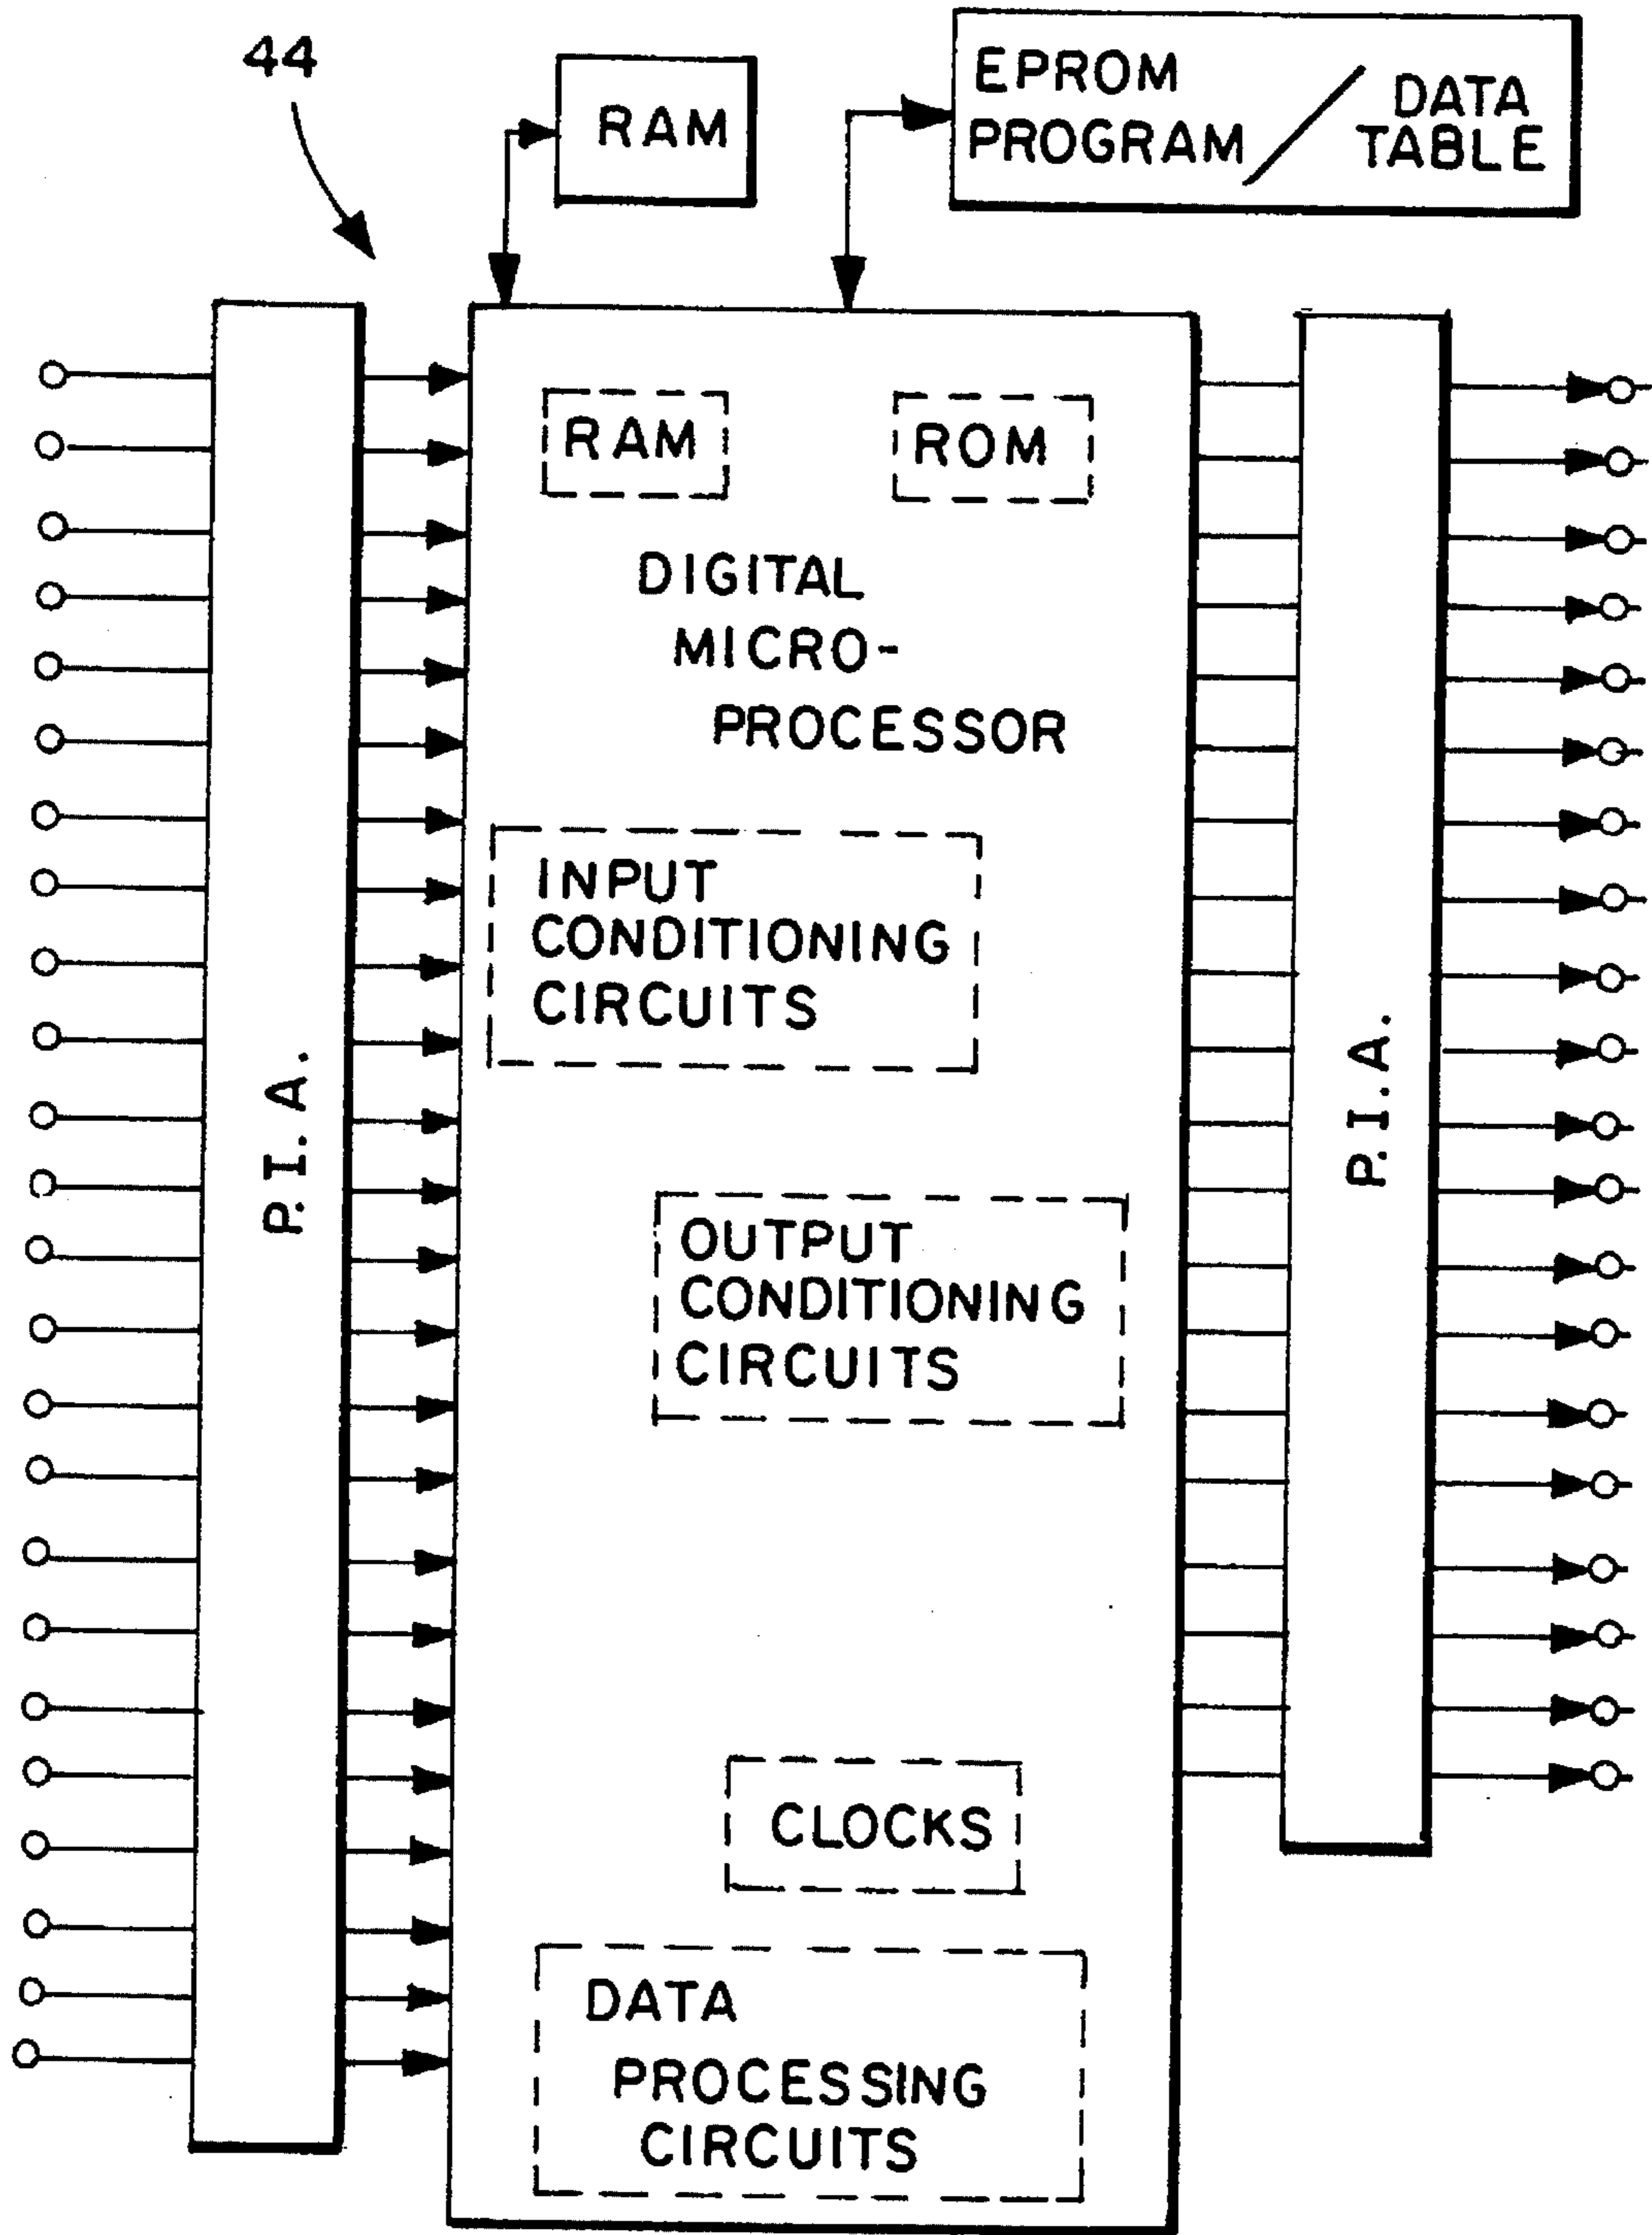 44
RAM
EPROM
PROGRAM / DATA
TABLE
RAM
ROM
DIGITAL
MICRO-
PROCESSOR
INPUT
CONDITIONING
CIRCUITS
P.I.A.
P.I.A.
OUTPUT
CONDITIONING
CIRCUITS
CLOCKS
DATA
PROCESSING
CIRCUITS